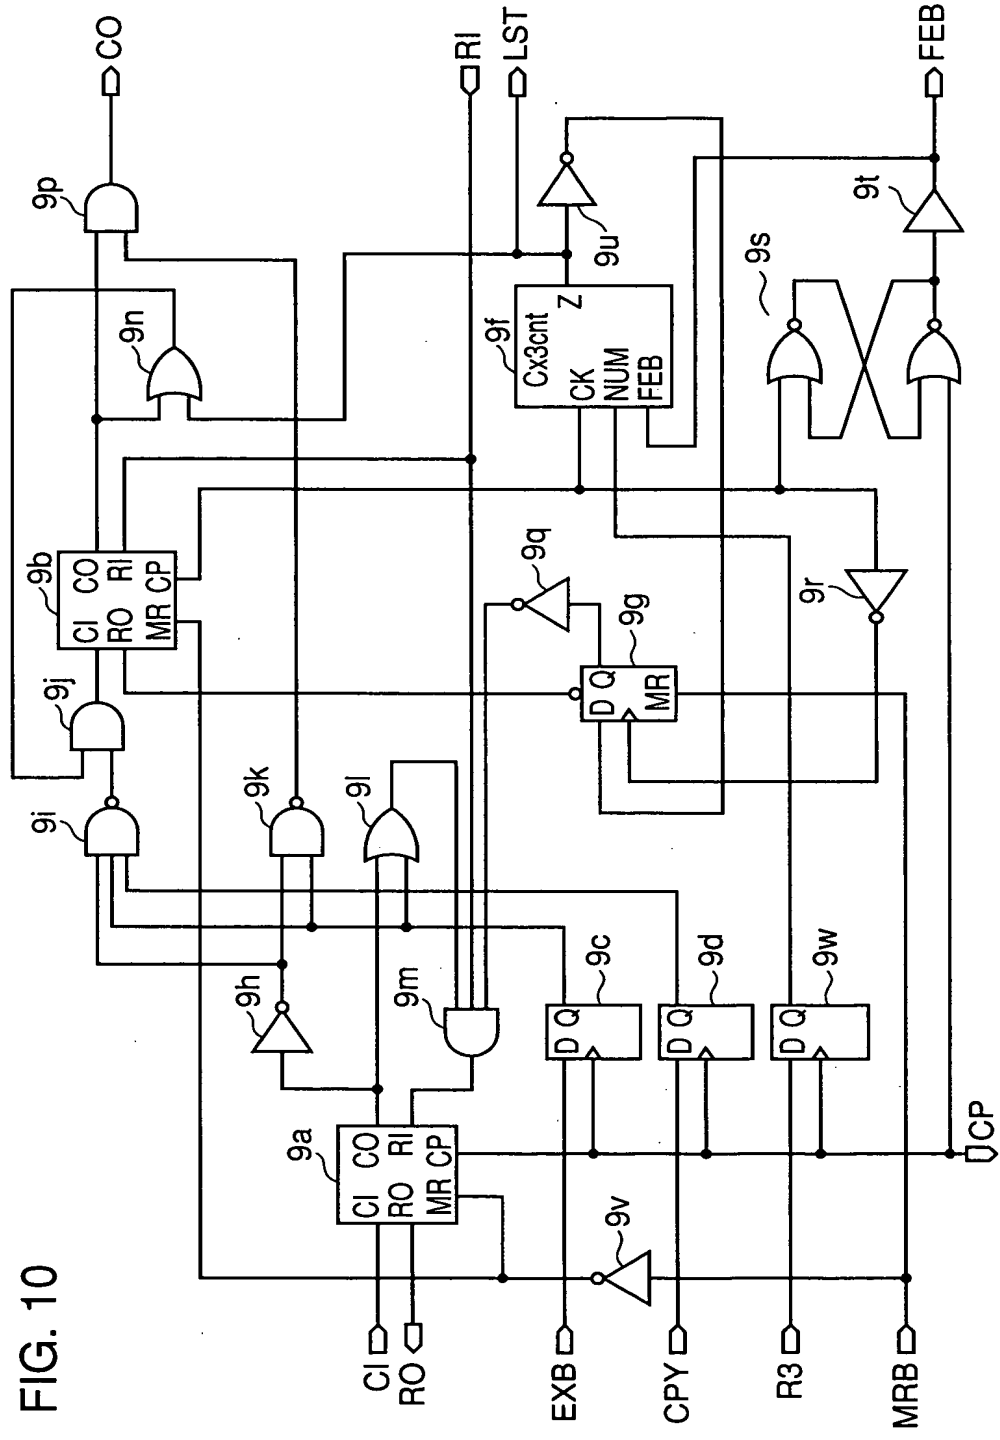 FIG. 10
CI
RO
EXB
CPY
R3
MRB
CP
CO
RI
LST
FEB
9a
CI CO
RO RI
MR CP
9b
CI CO
RO RI
MR CP
9c
D Q
9d
D Q
9w
D Q
9f
Cx3cnt
CK Z
NUM
FEB
9g
D Q
MR
9h
9i
9j
9k
9l
9m
9n
9p
9q
9r
9s
9t
9u
9v